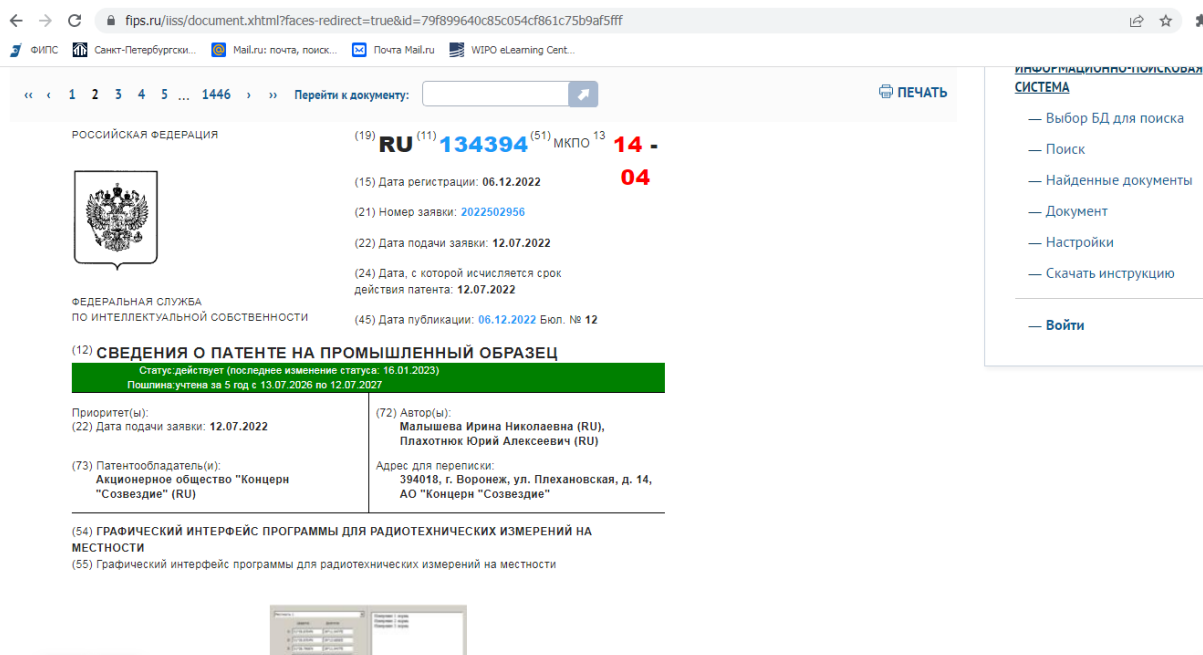 fips.ru/iiss/document.xhtml?faces-redirect=true&id=79f899640c85c054cf861c75b9af5fff
ФИПС Санкт-Петербургски... Mail.ru: почта, поиск... Почта Mail.ru WIPO eLearning Cent...
‹‹ ‹ 1 2 3 4 5 ... 1446 › ›› Перейти к документу: ПЕЧАТЬ
ИНФОРМАЦИОННО-ПОИСКОВАЯ
СИСТЕМА
— Выбор БД для поиска
— Поиск
— Найденные документы
— Документ
— Настройки
— Скачать инструкцию
— Войти
РОССИЙСКАЯ ФЕДЕРАЦИЯ
ФЕДЕРАЛЬНАЯ СЛУЖБА
ПО ИНТЕЛЛЕКТУАЛЬНОЙ СОБСТВЕННОСТИ
(19) RU (11) 134394 (51) МКПО 13 14 -
04
(15) Дата регистрации: 06.12.2022
(21) Номер заявки: 2022502956
(22) Дата подачи заявки: 12.07.2022
(24) Дата, с которой исчисляется срок
действия патента: 12.07.2022
(45) Дата публикации: 06.12.2022 Бюл. № 12
(12) СВЕДЕНИЯ О ПАТЕНТЕ НА ПРОМЫШЛЕННЫЙ ОБРАЗЕЦ
Статус:действует (последнее изменение статуса: 16.01.2023)
Пошлина:учтена за 5 год с 13.07.2026 по 12.07.2027
Приоритет(ы):
(22) Дата подачи заявки: 12.07.2022
(73) Патентообладатель(и):
Акционерное общество "Концерн
"Созвездие" (RU)
(72) Автор(ы):
Малышева Ирина Николаевна (RU),
Плахотнюк Юрий Алексеевич (RU)
Адрес для переписки:
394018, г. Воронеж, ул. Плехановская, д. 14,
АО "Концерн "Созвездие"
(54) ГРАФИЧЕСКИЙ ИНТЕРФЕЙС ПРОГРАММЫ ДЛЯ РАДИОТЕХНИЧЕСКИХ ИЗМЕРЕНИЙ НА
МЕСТНОСТИ
(55) Графический интерфейс программы для радиотехнических измерений на местности